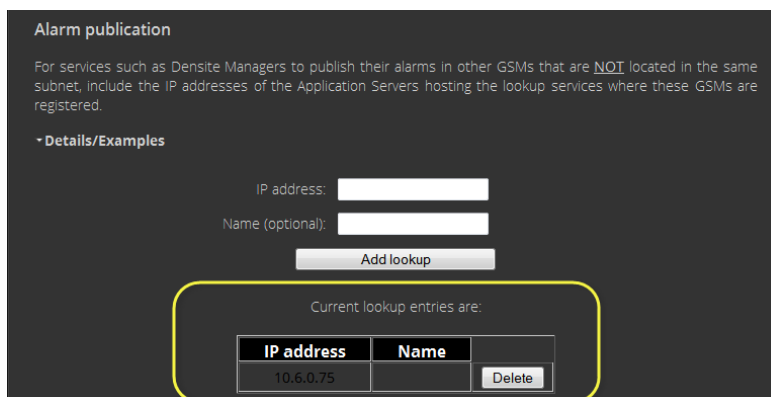 Alarm publication
For services such as Densite Managers to publish their alarms in other GSMs that are NOT located in the same
subnet, include the IP addresses of the Application Servers hosting the lookup services where these GSMs are
registered.
Details/Examples
IP address:
Name (optional):
Add lookup
Current lookup entries are:
IP address Name
10.6.0.75 Delete